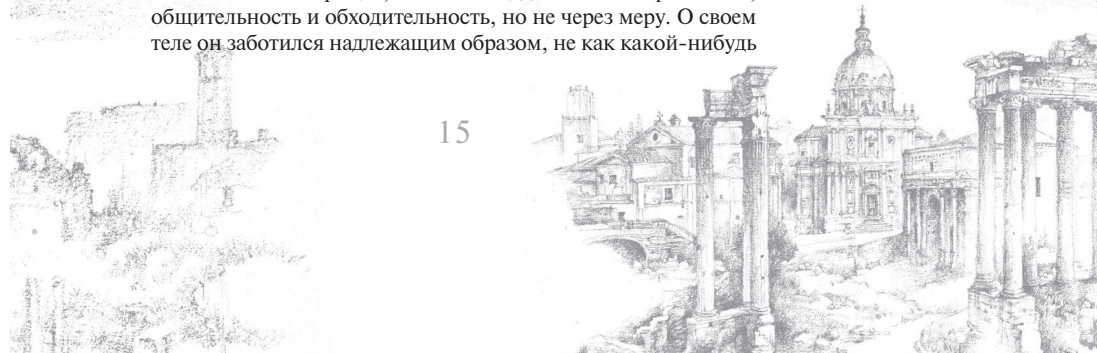 общительность и обходительность, но не через меру. О своем
теле он заботился надлежащим образом, не как какой-нибудь
15